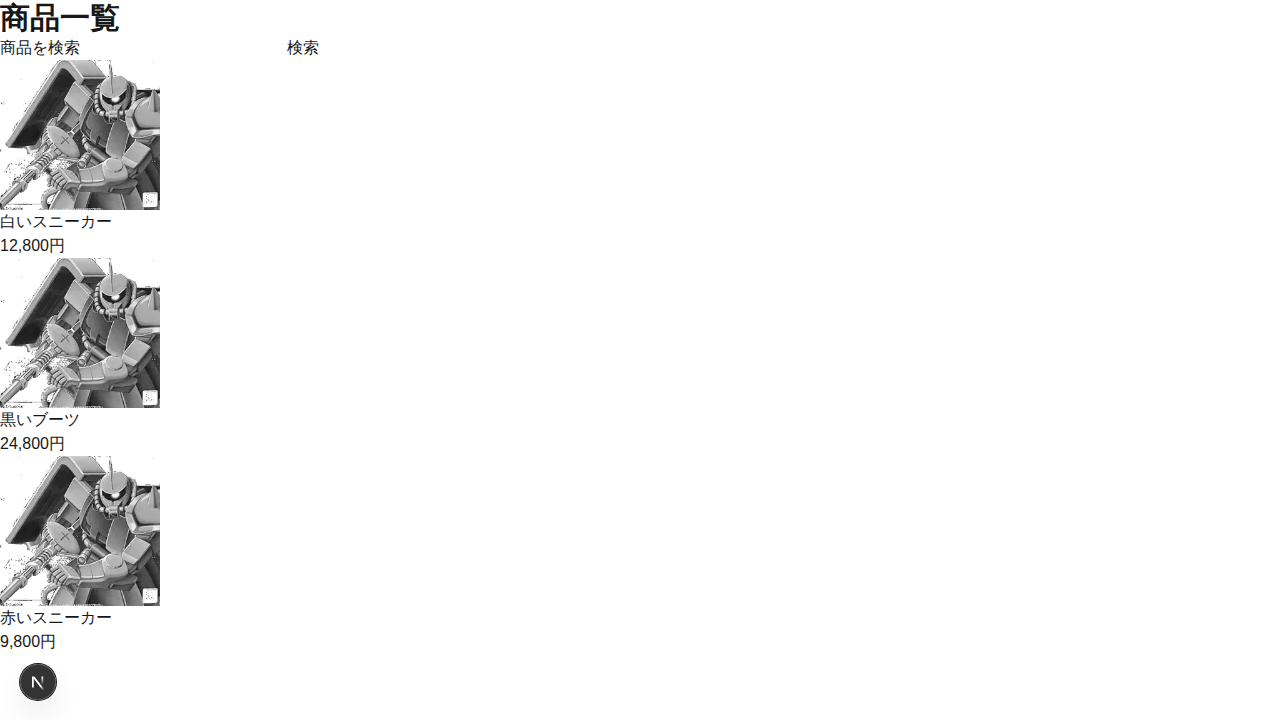 商品一覧
商品を検索 検索
白いスニーカー
12,800円
黒いブーツ
24,800円
赤いスニーカー
9,800円
N